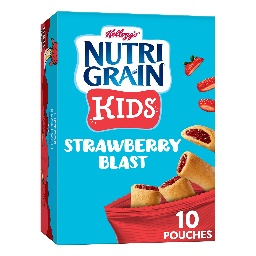 Kellogg's
NUTRI
GRAIN
KIDS
STRAWBERRY
BLAST
10
POUCHES